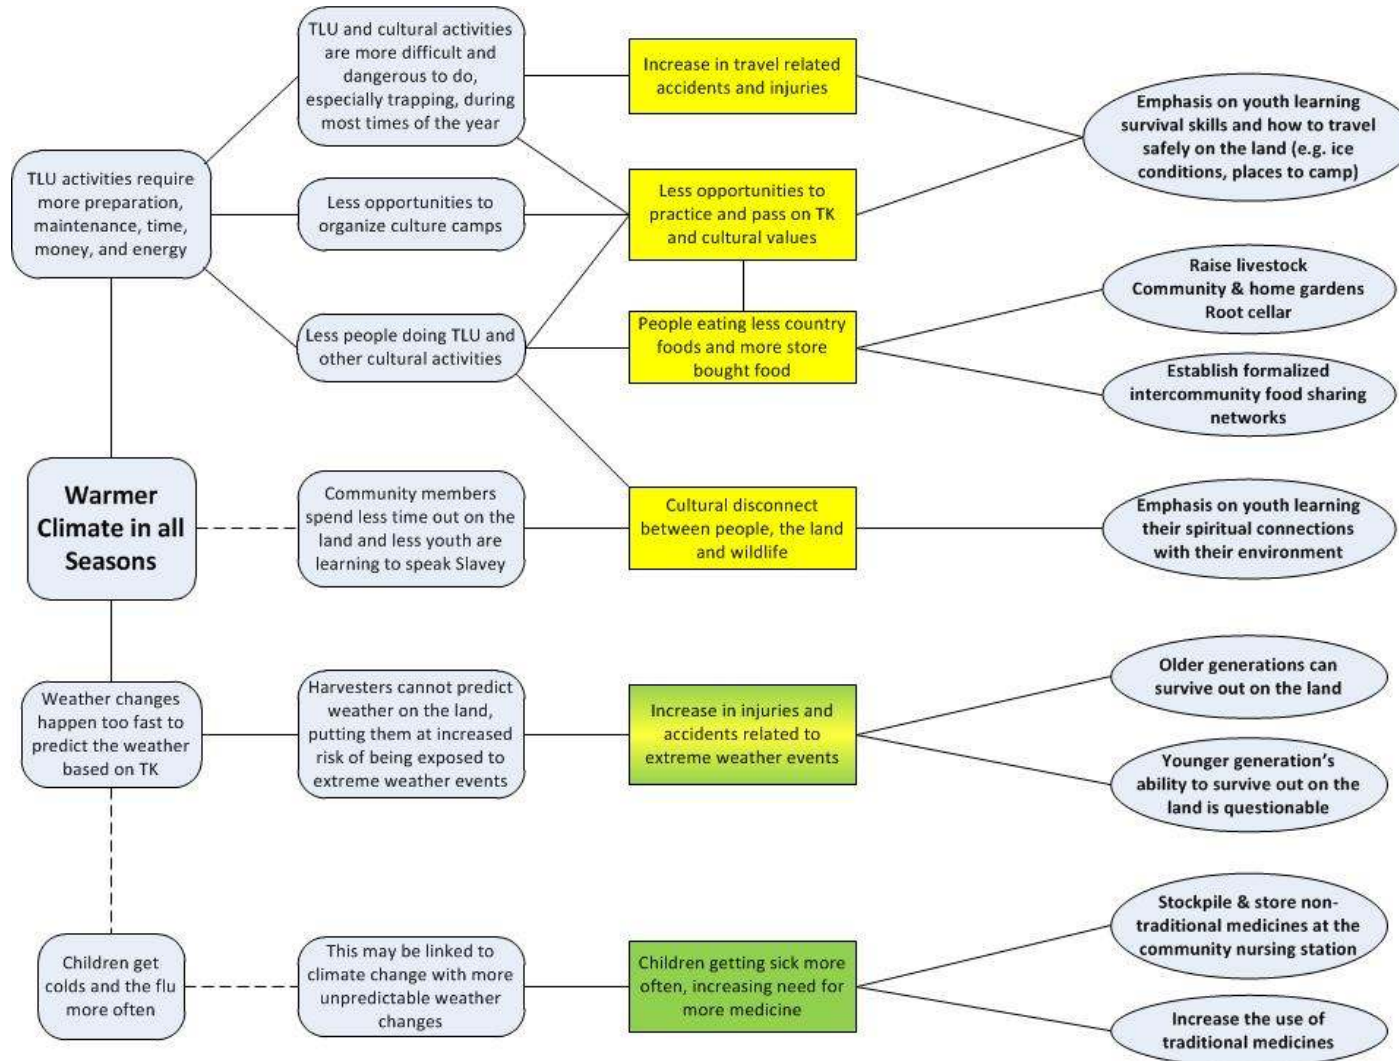 TLU and cultural activities
are more difficult and
dangerous to do,
especially trapping, during
most times of the year
Increase in travel related
accidents and injuries
Emphasis on youth learning
survival skills and how to travel
safely on the land (e.g. ice
conditions, places to camp)
TLU activities require
more preparation,
maintenance, time,
money, and energy
Less opportunities to
organize culture camps
Less opportunities to
practice and pass on TK
and cultural values
Raise livestock
Community & home gardens
Root cellar
Less people doing TLU and
other cultural activities
People eating less country
foods and more store
bought food
Establish formalized
intercommunity food sharing
networks
Warmer
Climate in all
Seasons
Community members
spend less time out on the
land and less youth are
learning to speak Slavey
Cultural disconnect
between people, the land
and wildlife
Emphasis on youth learning
their spiritual connections
with their environment
Weather changes
happen too fast to
predict the weather
based on TK
Harvesters cannot predict
weather on the land,
putting them at increased
risk of being exposed to
extreme weather events
Increase in injuries and
accidents related to
extreme weather events
Older generations can
survive out on the land
Younger generation's
ability to survive out on the
land is questionable
Children get
colds and the flu
more often
This may be linked to
climate change with more
unpredictable weather
changes
Children getting sick more
often, increasing need for
more medicine
Stockpile & store non-
traditional medicines at the
community nursing station
Increase the use of
traditional medicines